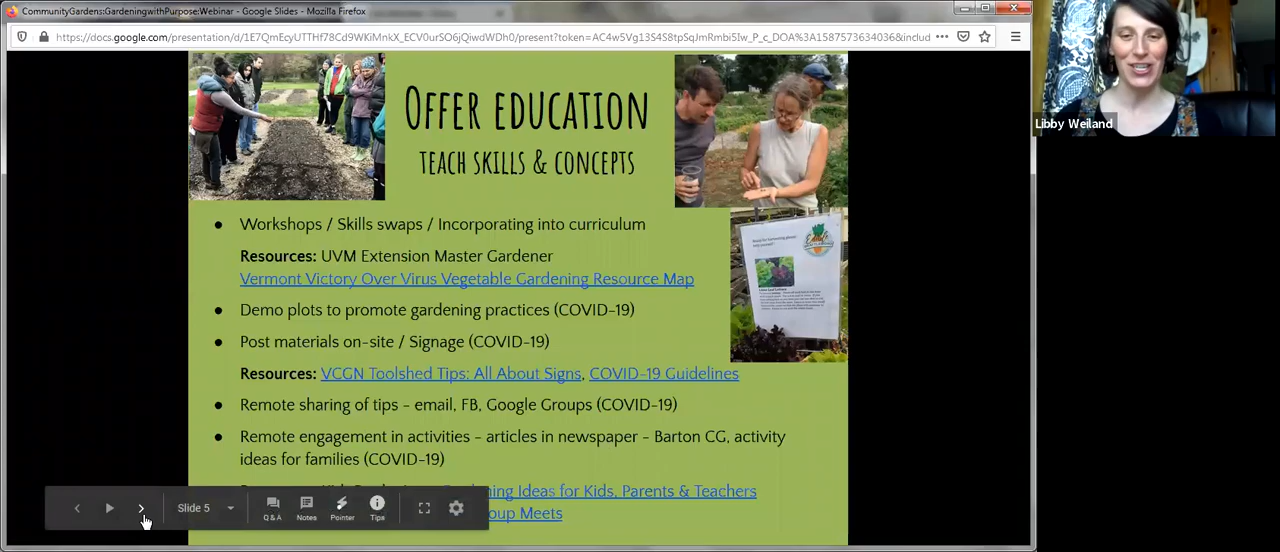 CommunityGardens:GardeningwithPurpose:Webinar - Google Slides - Mozilla Firefox
https://docs.google.com/presentation/d/1E7QmEcyUTTHf78Cd9WKiMnkX_ECV0urSO6jQiwdWDh0/present?token=AC4w5Vg13S4S8tpSqJmRmbi5Iw_P_c_DOA%3A1587573634036&includ
Libby Weiland
OFFER EDUCATION
TEACH SKILLS & CONCEPTS
● Workshops / Skills swaps / Incorporating into curriculum
Resources: UVM Extension Master Gardener
Vermont Victory Over Virus Vegetable Gardening Resource Map
● Demo plots to promote gardening practices (COVID-19)
● Post materials on-site / Signage (COVID-19)
Resources: VCGN Toolshed Tips: All About Signs, COVID-19 Guidelines
● Remote sharing of tips - email, FB, Google Groups (COVID-19)
● Remote engagement in activities - articles in newspaper - Barton CG, activity
ideas for families (COVID-19)
Ideas for Kids, Parents & Teachers
Meets
Slide 5
Q & A
Notes
Pointer
Tips